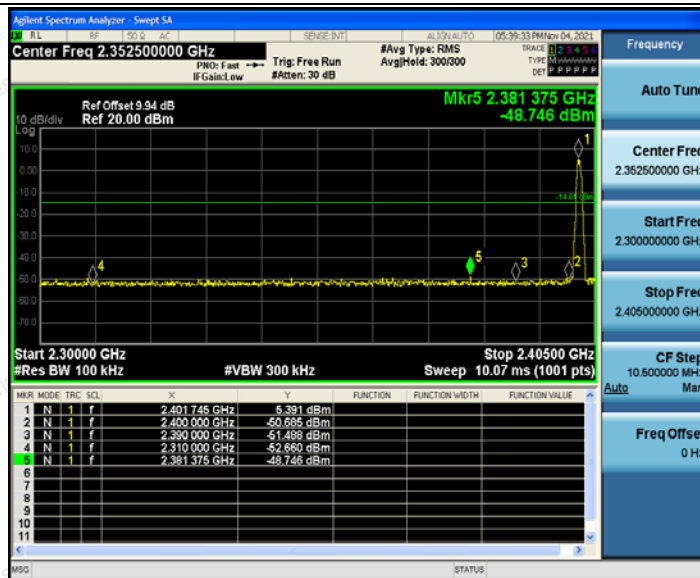 Agilent Spectrum Analyzer - Swept SA
RL RF 50 Ω AC SENSE:INT ALIGN AUTO 05:39:33 PM Nov 04, 2021
Center Freq 2.352500000 GHz
PNO: Fast
IFGain:Low
Trig: Free Run
#Atten: 30 dB
#Avg Type: RMS
Avg|Hold: 300/300
TRACE 1 2 3 4 5 6
TYPE M
DET P P P P P P
Frequency
Auto Tune
Center Freq
2.352500000 GHz
Start Freq
2.300000000 GHz
Stop Freq
2.405000000 GHz
CF Step
10.500000 MHz
Auto Man
Freq Offset
0 Hz
Mkr5 2.381 375 GHz
-48.746 dBm
Ref Offset 9.94 dB
10 dB/div Ref 20.00 dBm
Log
10.0
0.00
-10.0
-20.0
-30.0
-40.0
-50.0
-60.0
-70.0
1
2
3
4
5
Start 2.30000 GHz Stop 2.40500 GHz
#Res BW 100 kHz #VBW 300 kHz Sweep 10.07 ms (1001 pts)
MKR MODE TRC SCL X Y FUNCTION FUNCTION WIDTH FUNCTION VALUE
1 N 1 f 2.401 745 GHz 5.391 dBm
2 N 1 f 2.400 000 GHz -50.685 dBm
3 N 1 f 2.390 000 GHz -51.488 dBm
4 N 1 f 2.310 000 GHz -52.660 dBm
5 N 1 f 2.381 375 GHz -48.746 dBm
6
7
8
9
10
11
MSG STATUS